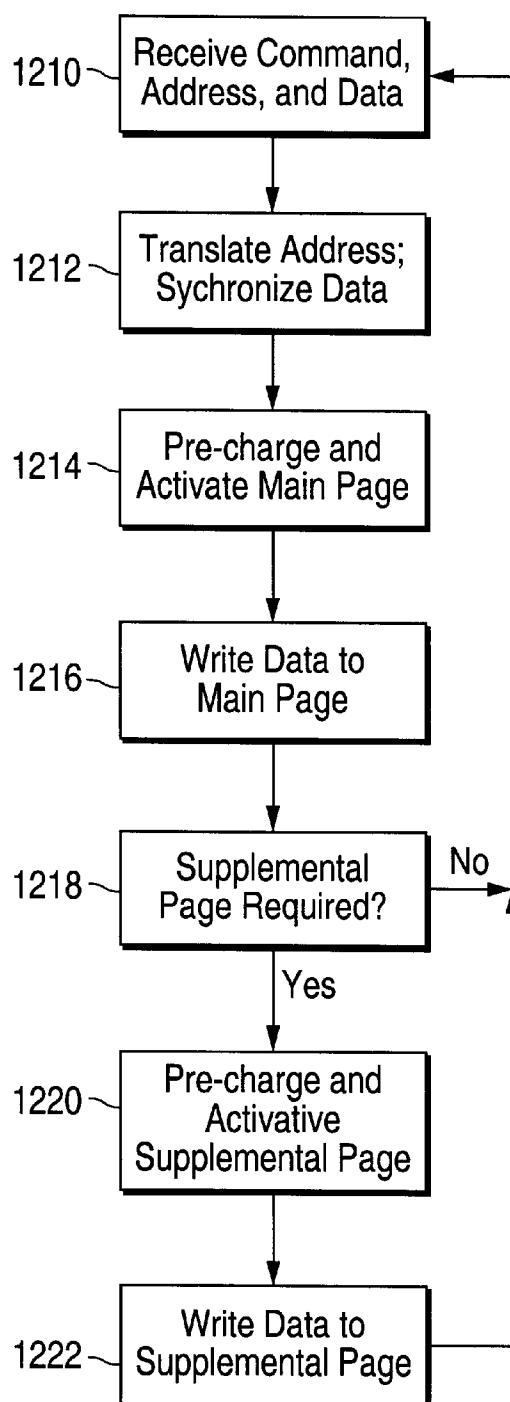 1210
Receive Command,
Address, and Data
1212
Translate Address;
Sychronize Data
1214
Pre-charge and
Activate Main Page
1216
Write Data to
Main Page
1218
Supplemental
Page Required?
No
Yes
1220
Pre-charge and
Activative
Supplemental Page
1222
Write Data to
Supplemental Page